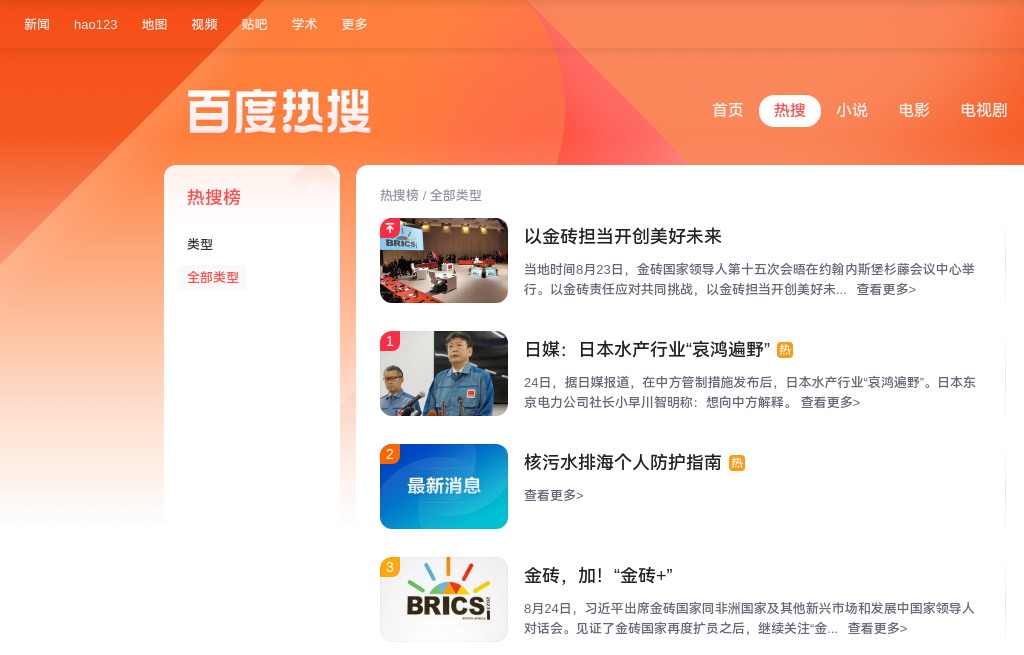 新闻 hao123 地图 视频 贴吧 学术 更多
百度热搜
首页 热搜 小说 电影 电视剧
热搜榜
类型
全部类型
热搜榜 / 全部类型
BRICS
以金砖担当开创美好未来
当地时间8月23日，金砖国家领导人第十五次会晤在约翰内斯堡杉藤会议中心举
行。以金砖责任应对共同挑战，以金砖担当开创美好未... 查看更多>
1
日媒：日本水产行业“哀鸿遍野” 热
24日，据日媒报道，在中方管制措施发布后，日本水产行业“哀鸿遍野”。日本东
京电力公司社长小早川智明称：想向中方解释。 查看更多>
2
最新消息
核污水排海个人防护指南 热
查看更多>
3
BRICS
SOUTH AFRICA
2023
金砖，加！“金砖+”
8月24日，习近平出席金砖国家同非洲国家及其他新兴市场和发展中国家领导人
对话会。见证了金砖国家再度扩员之后，继续关注“金... 查看更多>